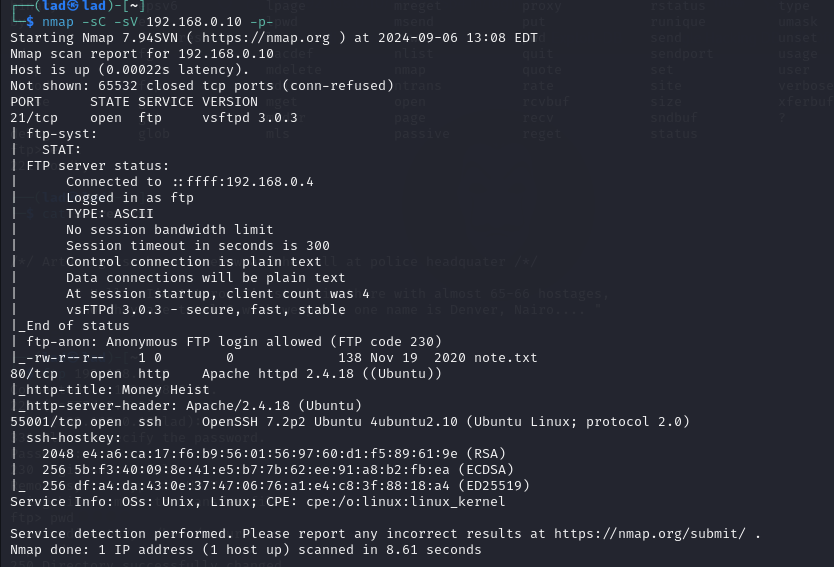 (lad㉿lad)-[~]
$ nmap -sC -sV 192.168.0.10 -p-
Starting Nmap 7.94SVN ( https://nmap.org ) at 2024-09-06 13:08 EDT
Nmap scan report for 192.168.0.10
Host is up (0.00022s latency).
Not shown: 65532 closed tcp ports (conn-refused)
PORT      STATE SERVICE VERSION
21/tcp    open  ftp     vsftpd 3.0.3
| ftp-syst:
|   STAT:
| FTP server status:
|      Connected to ::ffff:192.168.0.4
|      Logged in as ftp
|      TYPE: ASCII
|      No session bandwidth limit
|      Session timeout in seconds is 300
|      Control connection is plain text
|      Data connections will be plain text
|      At session startup, client count was 4
|      vsFTPd 3.0.3 - secure, fast, stable
|_End of status
| ftp-anon: Anonymous FTP login allowed (FTP code 230)
|_-rw-r--r--    1 0        0             138 Nov 19  2020 note.txt
80/tcp    open  http    Apache httpd 2.4.18 ((Ubuntu))
|_http-title: Money Heist
|_http-server-header: Apache/2.4.18 (Ubuntu)
55001/tcp open  ssh     OpenSSH 7.2p2 Ubuntu 4ubuntu2.10 (Ubuntu Linux; protocol 2.0)
| ssh-hostkey:
|   2048 e4:a6:ca:17:f6:b9:56:01:56:97:60:d1:f5:89:61:9e (RSA)
|   256 5b:f3:40:09:8e:41:e5:b7:7b:62:ee:91:a8:b2:fb:ea (ECDSA)
|_  256 df:a4:da:43:0e:37:47:06:76:a1:e4:c8:3f:88:18:a4 (ED25519)
Service Info: OSs: Unix, Linux; CPE: cpe:/o:linux:linux_kernel
Service detection performed. Please report any incorrect results at https://nmap.org/submit/ .
Nmap done: 1 IP address (1 host up) scanned in 8.61 seconds